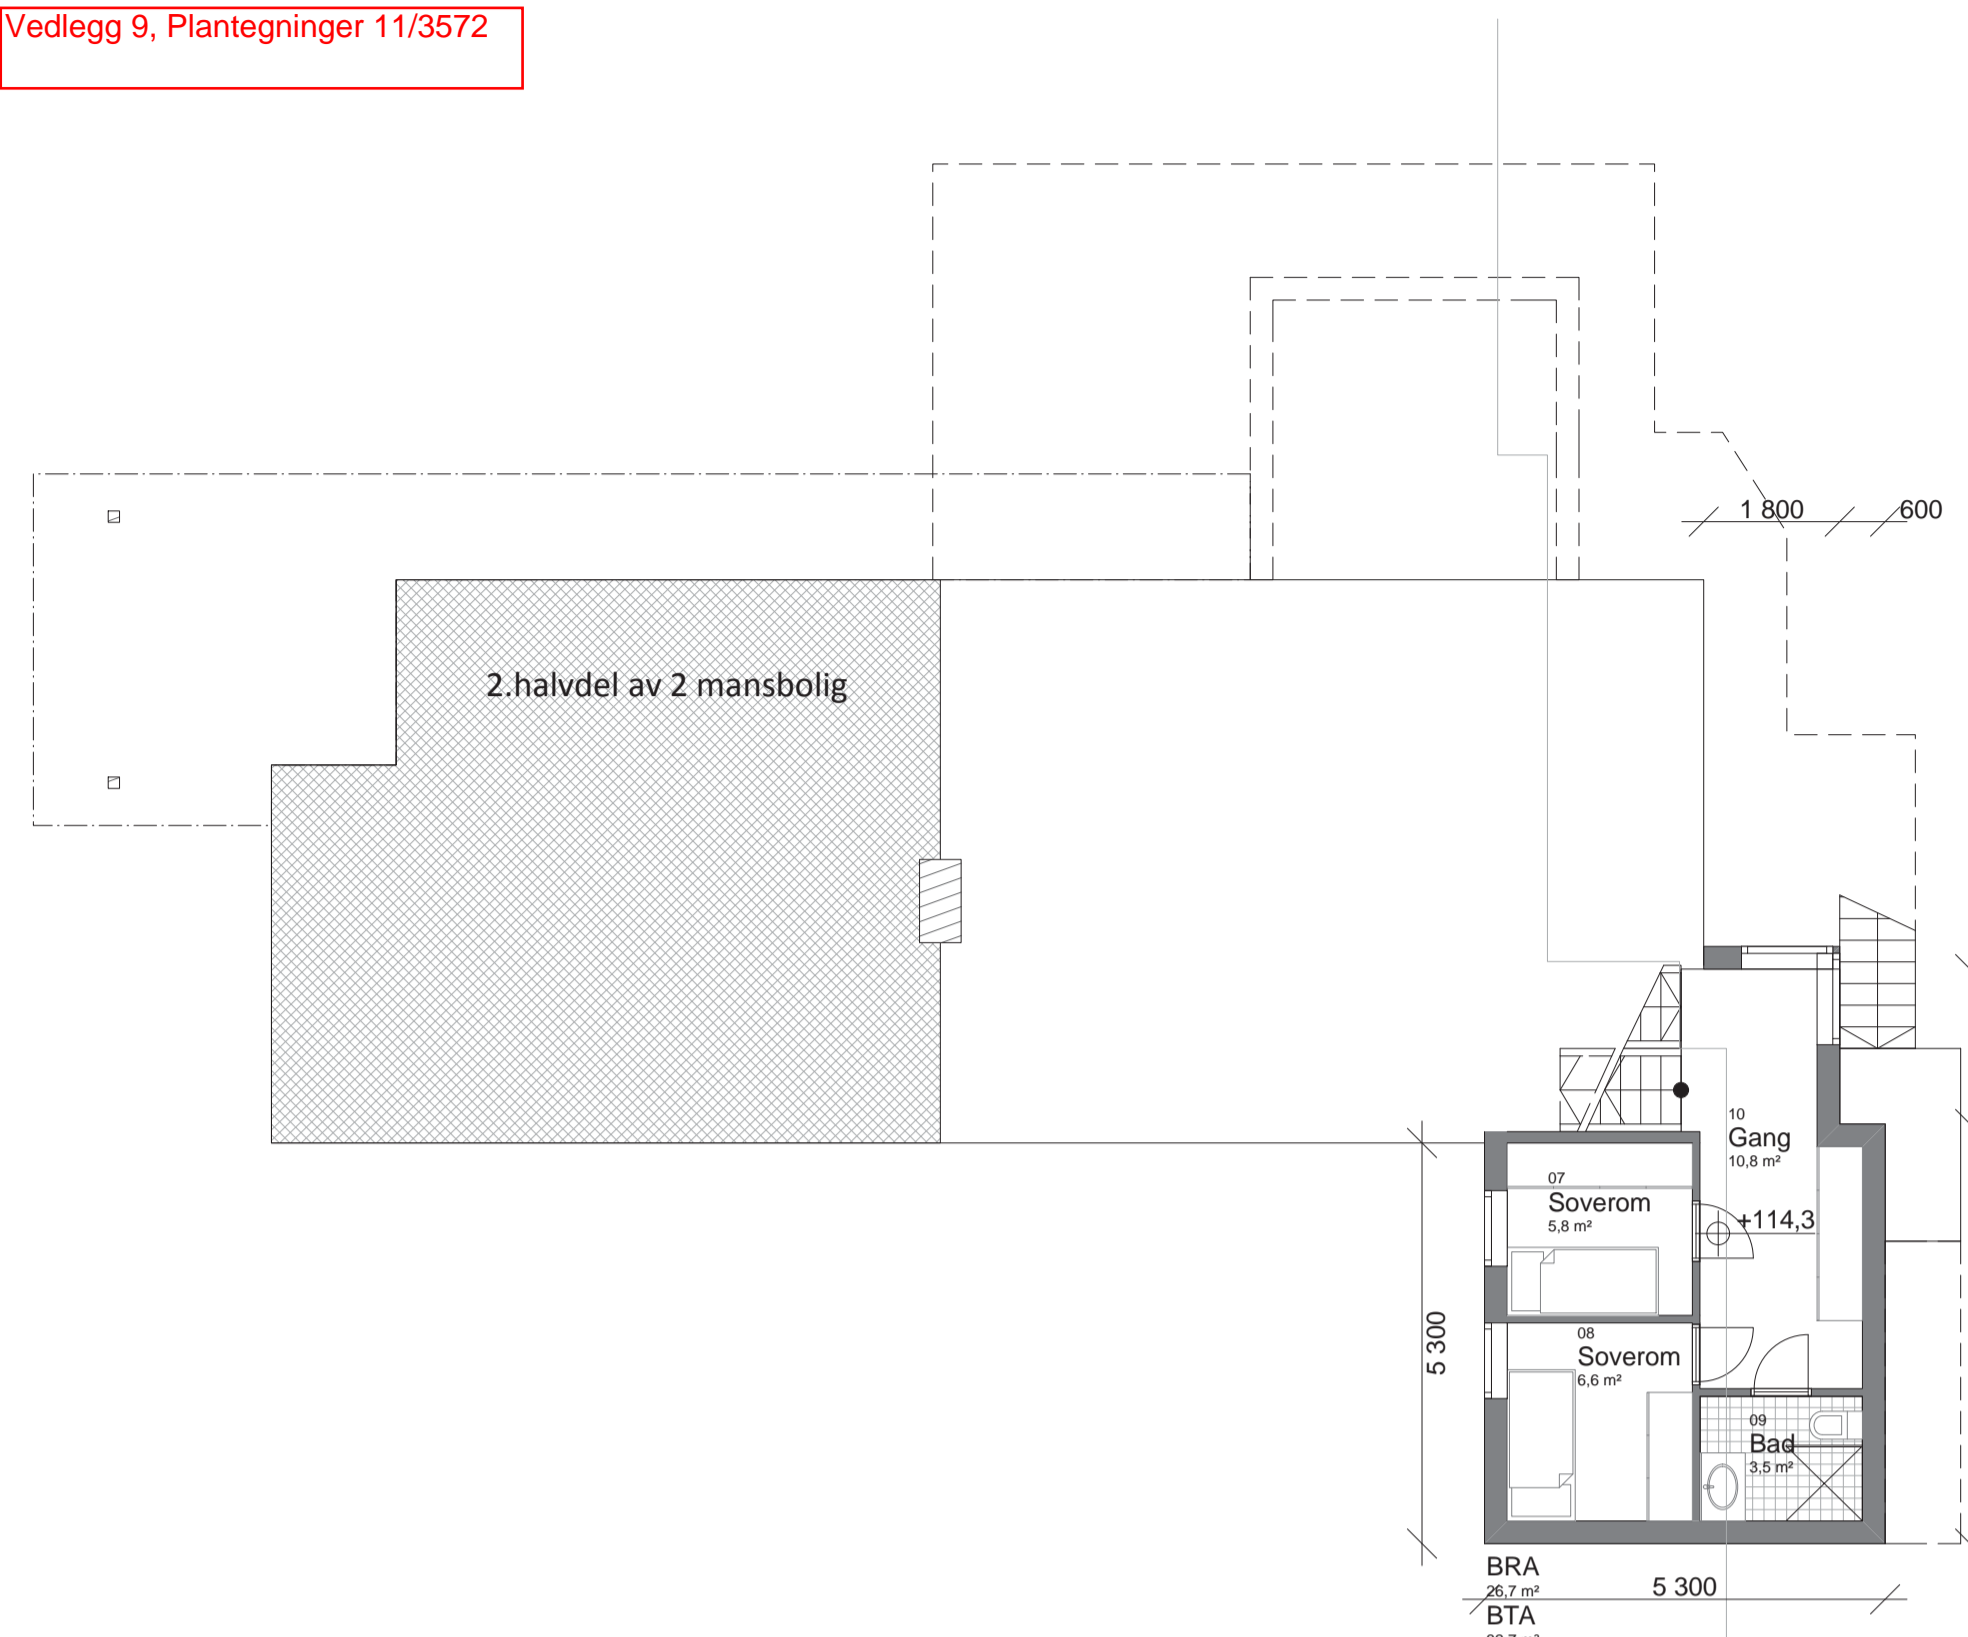 Vedlegg 9, Plantegninger 11/3572
1 800
600
2.halvdel av 2 mansbolig
10
Gang
10,8 m²
07
Soverom
5,8 m²
+114,3
5 300
08
Soverom
6,6 m²
09
Bad
3,5 m²
BRA
26,7 m²
5 300
BTA